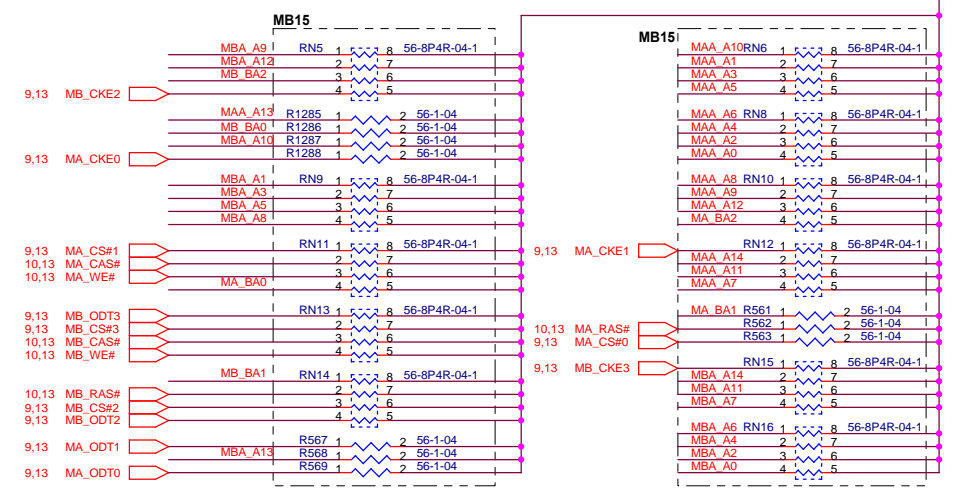 MB15
MBA_A9 RN5 1 8 56-8P4R-04-1
MBA_A12 2 7
MB_BA2 3 6
9,13 MB_CKE2 4 5
MAA_A13 R1285 1 2 56-1-04
MB_BA0 R1286 1 2 56-1-04
MBA_A10 R1287 1 2 56-1-04
9,13 MA_CKE0 R1288 1 2 56-1-04
MBA_A1 RN9 1 8 56-8P4R-04-1
MBA_A3 2 7
MBA_A5 3 6
MBA_A8 4 5
9,13 MA_CS#1 RN11 1 8 56-8P4R-04-1
10,13 MA_CAS# 2 7
10,13 MA_WE# 3 6
MA_BA0 4 5
9,13 MB_ODT3 RN13 1 8 56-8P4R-04-1
9,13 MB_CS#3 2 7
10,13 MB_CAS# 3 6
10,13 MB_WE# 4 5
MB_BA1 RN14 1 8 56-8P4R-04-1
10,13 MB_RAS# 2 7
9,13 MB_CS#2 3 6
9,13 MB_ODT2 4 5
9,13 MA_ODT1 R567 1 2 56-1-04
MBA_A13 R568 1 2 56-1-04
9,13 MA_ODT0 R569 1 2 56-1-04
MB15
MAA_A10 RN6 1 8 56-8P4R-04-1
MAA_A1 2 7
MAA_A3 3 6
MAA_A5 4 5
MAA_A6 RN8 1 8 56-8P4R-04-1
MAA_A4 2 7
MAA_A2 3 6
MAA_A0 4 5
MAA_A8 RN10 1 8 56-8P4R-04-1
MAA_A9 2 7
MAA_A12 3 6
MA_BA2 4 5
9,13 MA_CKE1 RN12 1 8 56-8P4R-04-1
MAA_A14 2 7
MAA_A11 3 6
MAA_A7 4 5
MA_BA1 R561 1 2 56-1-04
10,13 MA_RAS# R562 1 2 56-1-04
9,13 MA_CS#0 R563 1 2 56-1-04
9,13 MB_CKE3 RN15 1 8 56-8P4R-04-1
MBA_A14 2 7
MBA_A11 3 6
MBA_A7 4 5
MBA_A6 RN16 1 8 56-8P4R-04-1
MBA_A4 2 7
MBA_A2 3 6
MBA_A0 4 5